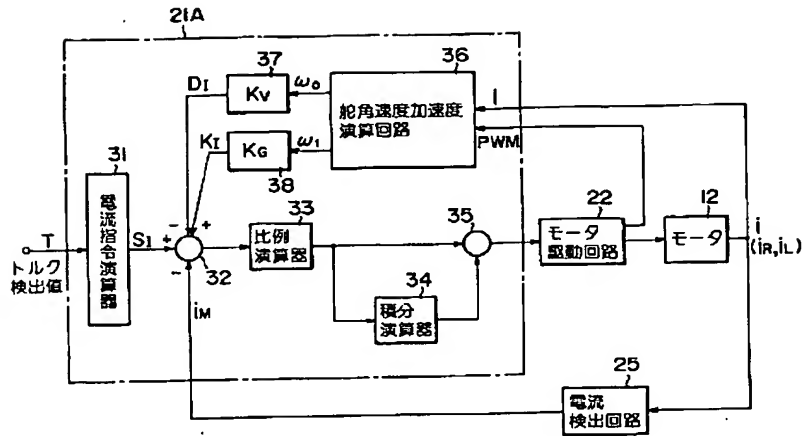 21A
37
36
DI
KV
ω0
舵角速度加速度
演算回路
I
PWM
KI
KG
ω1
38
31
電流指令演算器
T
トルク
検出値
SI
−
+
+
−
32
33
比例
演算器
35
34
積分
演算器
22
モータ
駆動回路
12
モータ
i
(iR,iL)
iM
25
電流
検出回路